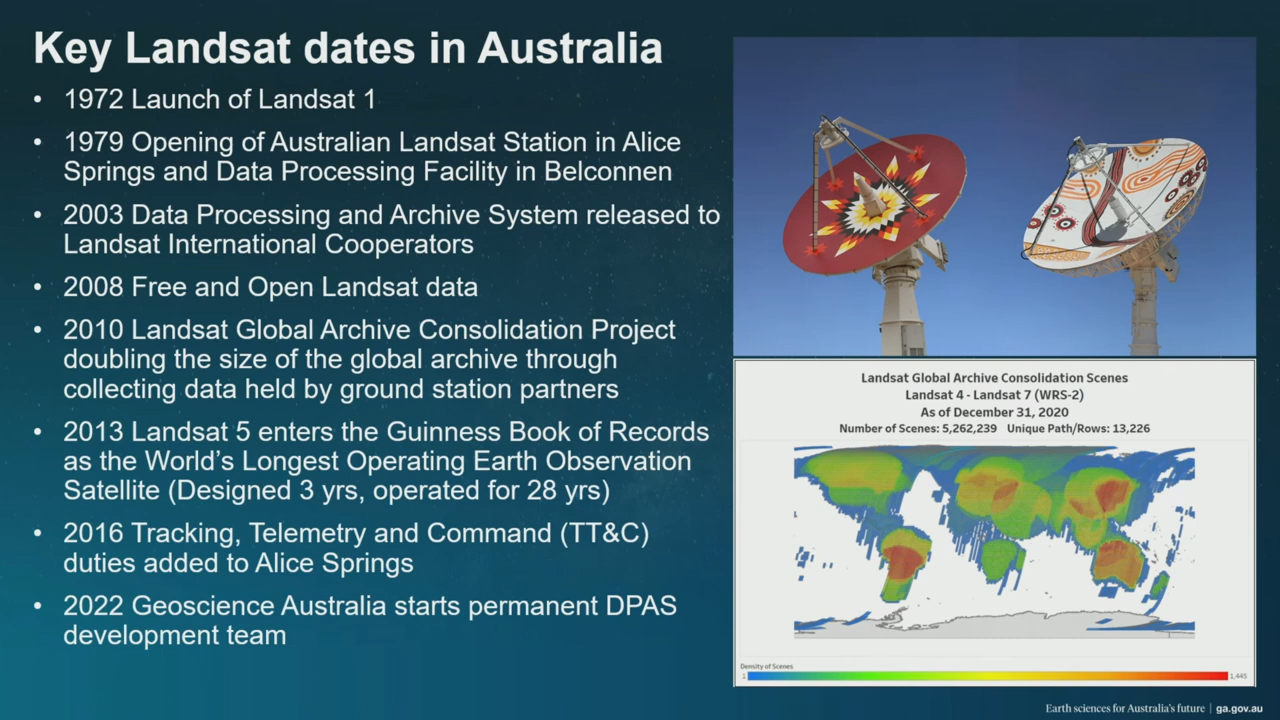 Key Landsat dates in Australia
• 1972 Launch of Landsat 1
• 1979 Opening of Australian Landsat Station in Alice
Springs and Data Processing Facility in Belconnen
• 2003 Data Processing and Archive System released to
Landsat International Cooperators
• 2008 Free and Open Landsat data
• 2010 Landsat Global Archive Consolidation Project
doubling the size of the global archive through
collecting data held by ground station partners
• 2013 Landsat 5 enters the Guinness Book of Records
as the World's Longest Operating Earth Observation
Satellite (Designed 3 yrs, operated for 28 yrs)
• 2016 Tracking, Telemetry and Command (TT&C)
duties added to Alice Springs
• 2022 Geoscience Australia starts permanent DPAS
development team
Landsat Global Archive Consolidation Scenes
Landsat 4 - Landsat 7 (WRS-2)
As of December 31, 2020
Number of Scenes: 5,262,239 Unique Path/Rows: 13,226
Density of Scenes
1 1,445
Earth sciences for Australia's future | ga.gov.au